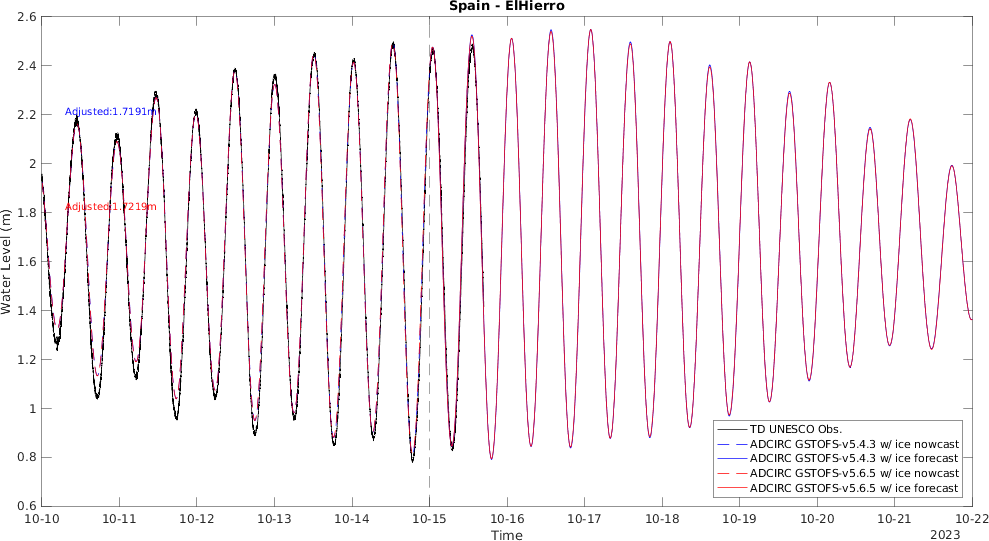 Spain - ElHierro
2.6
2.4
2.2
2
1.8
1.6
1.4
1.2
1
0.8
0.6
Water Level (m)
Adjusted:1.7191m
Adjusted:1.7219m
TD UNESCO Obs.
ADCIRC GSTOFS-v5.4.3 w/ ice nowcast
ADCIRC GSTOFS-v5.4.3 w/ ice forecast
ADCIRC GSTOFS-v5.6.5 w/ ice nowcast
ADCIRC GSTOFS-v5.6.5 w/ ice forecast
10-10 10-11 10-12 10-13 10-14 10-15 10-16 10-17 10-18 10-19 10-20 10-21 10-22
Time
2023